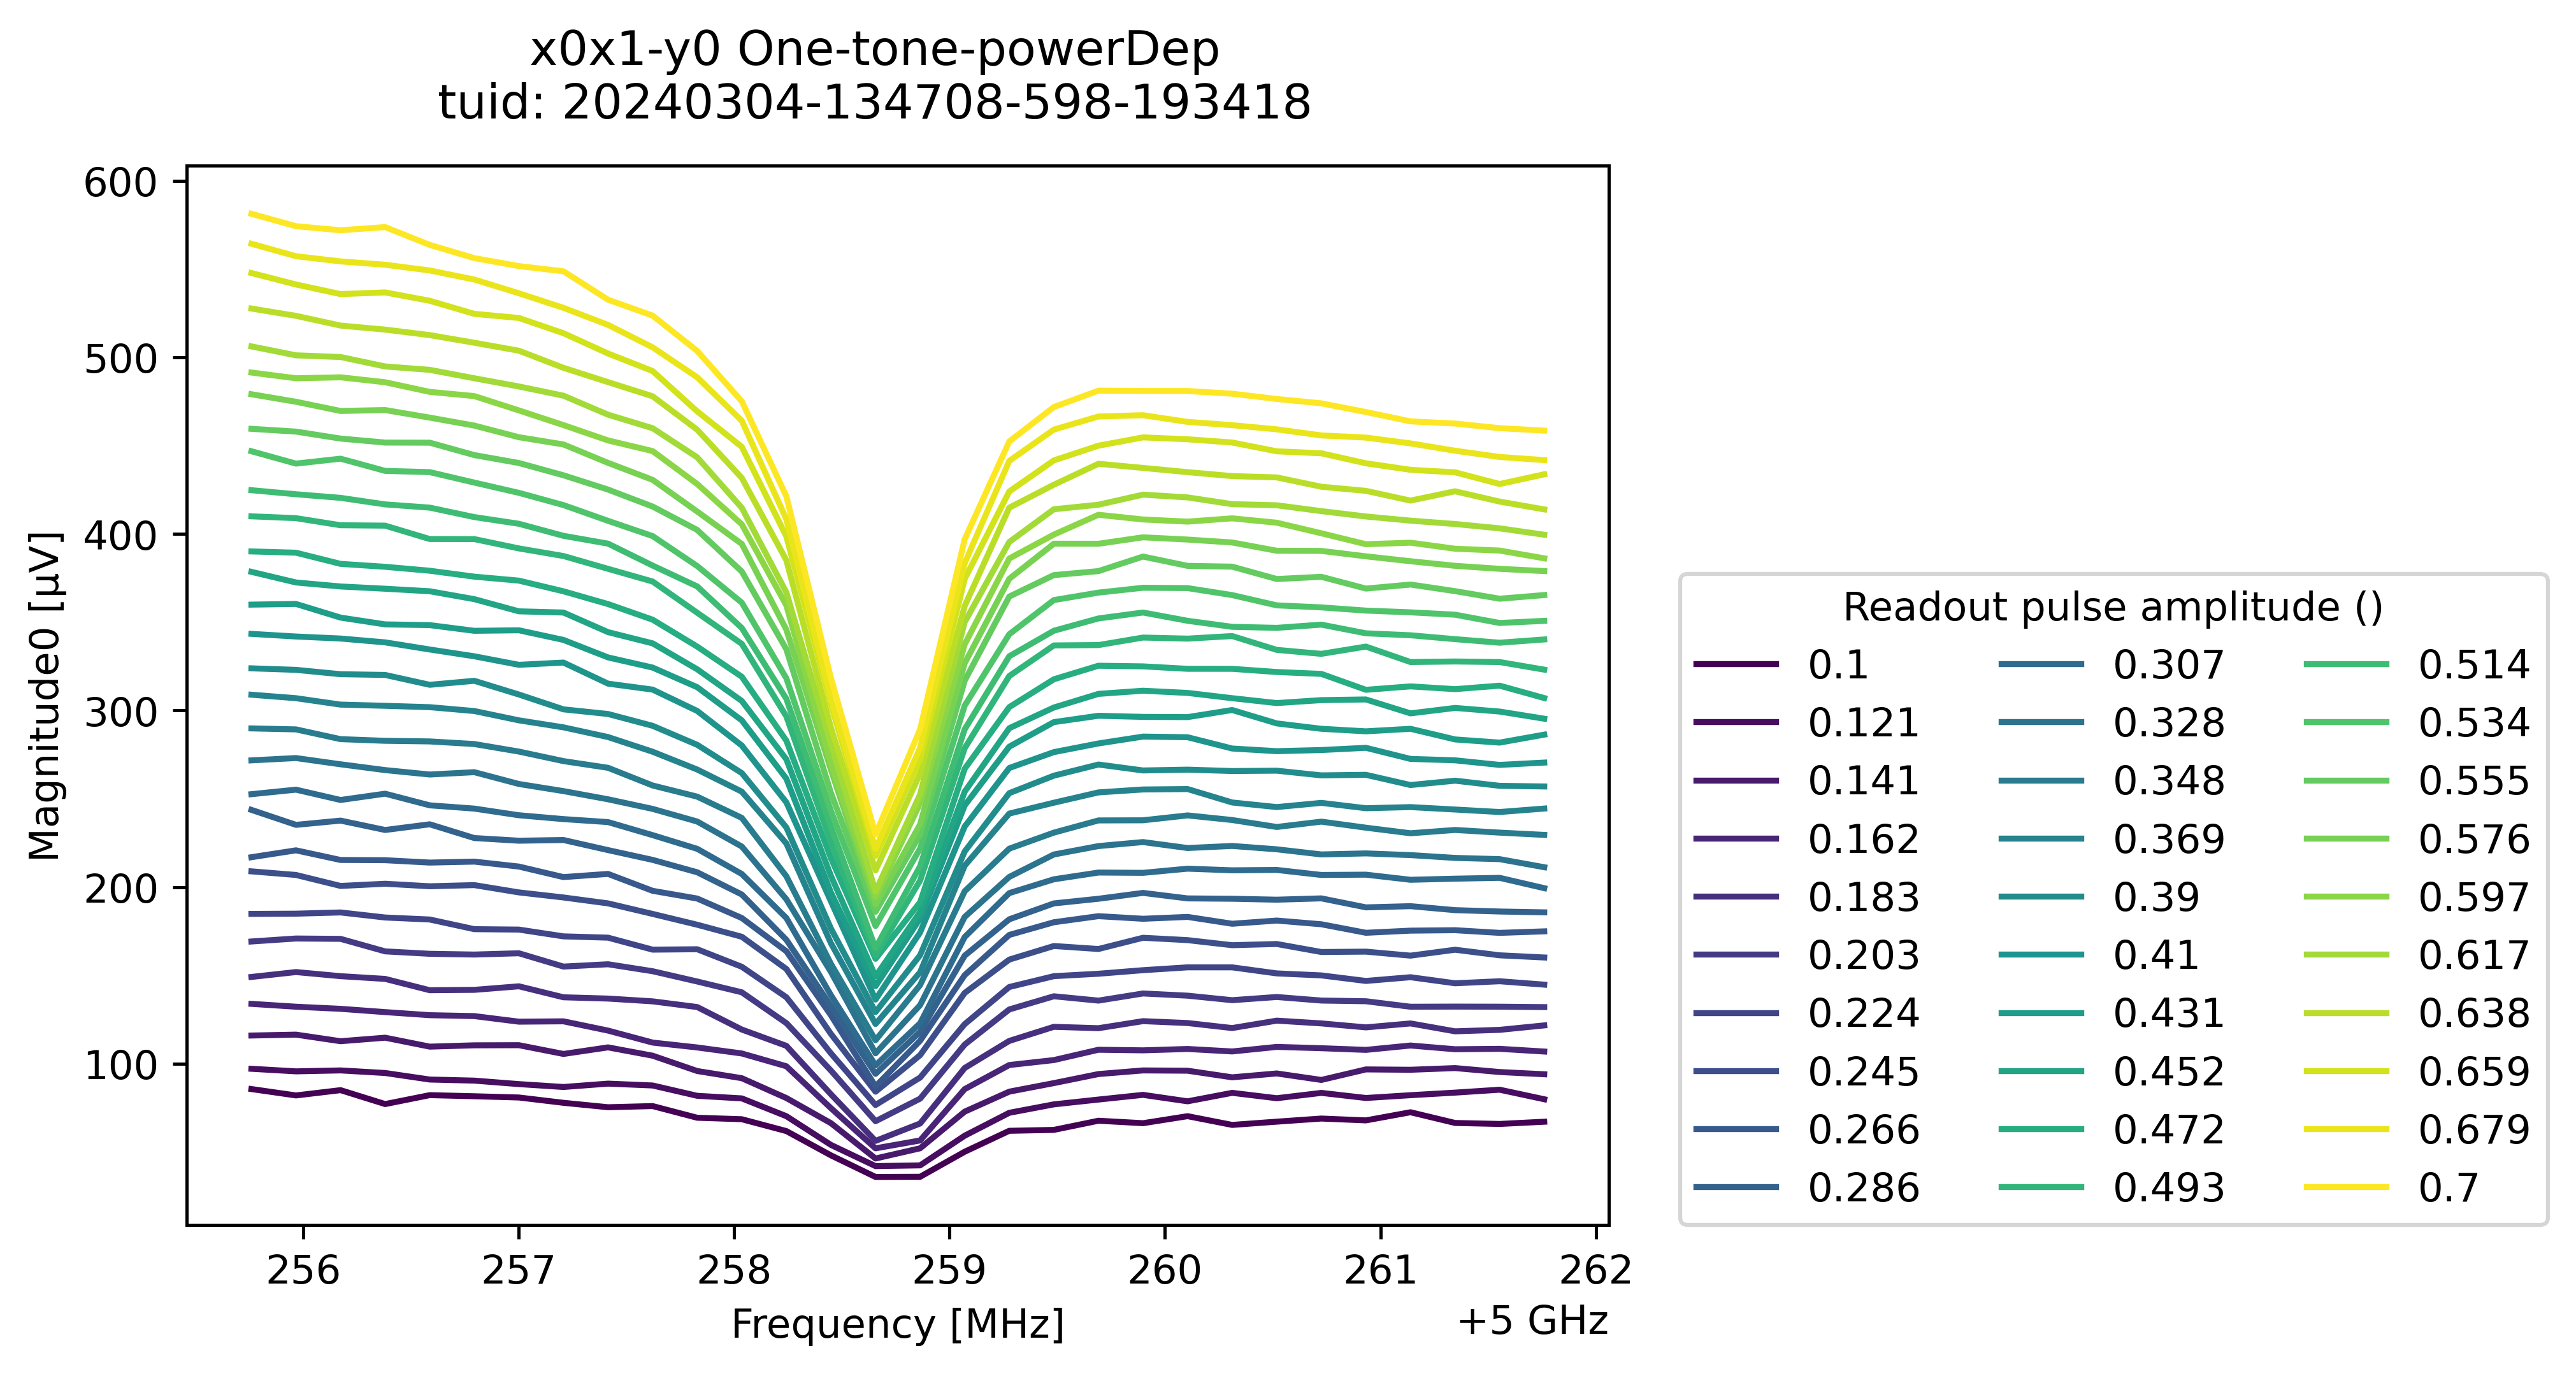 x0x1-y0 One-tone-powerDep
tuid: 20240304-134708-598-193418
600
500
400
300
200
100
Magnitude0 [µV]
256 257 258 259 260 261 262
Frequency [MHz]
+5 GHz
Readout pulse amplitude ()
0.1 0.307 0.514
0.121 0.328 0.534
0.141 0.348 0.555
0.162 0.369 0.576
0.183 0.39 0.597
0.203 0.41 0.617
0.224 0.431 0.638
0.245 0.452 0.659
0.266 0.472 0.679
0.286 0.493 0.7